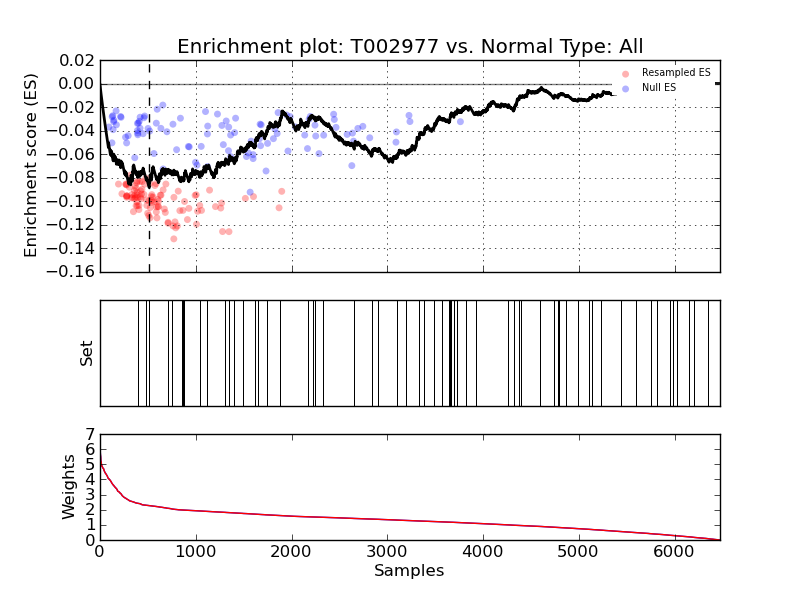 Enrichment plot: T002977 vs. Normal Type: All
Enrichment score (ES)
0.02
0.00
−0.02
−0.04
−0.06
−0.08
−0.10
−0.12
−0.14
−0.16
Resampled ES
Null ES
Set
Weights
7
6
5
4
3
2
1
0
0 1000 2000 3000 4000 5000 6000
Samples